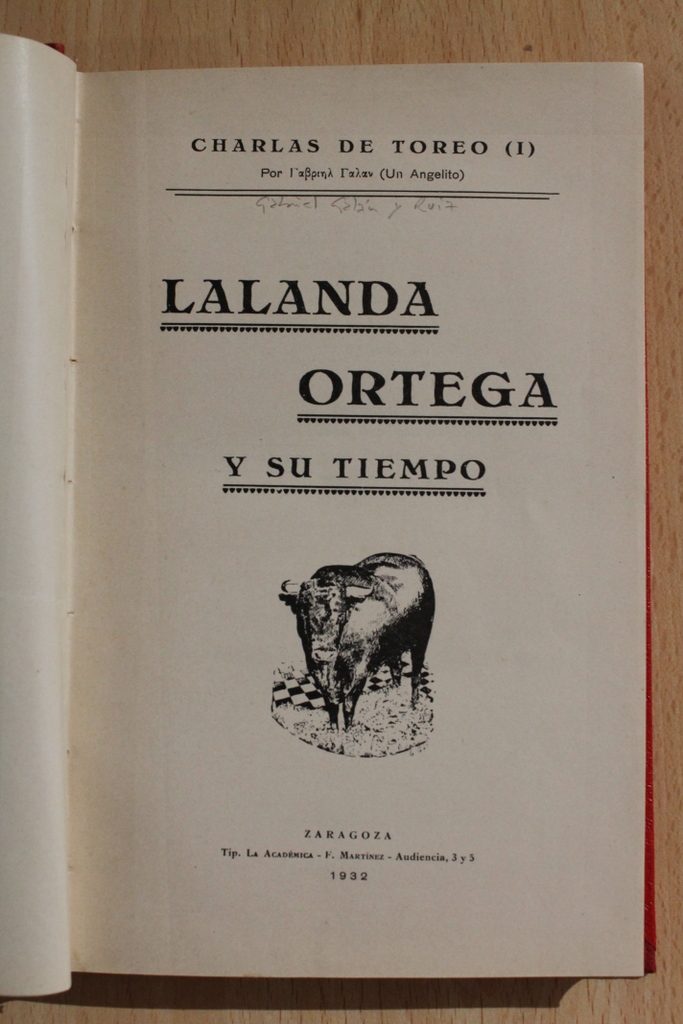 CHARLAS DE TOREO (I)
Por Γαβριηλ Γαλαν (Un Angelito)
Gabriel Galán y Ruiz
LALANDA
ORTEGA
Y SU TIEMPO
ZARAGOZA
Tip. LA ACADÉMICA - F. MARTÍNEZ - Audiencia, 3 y 5
1932